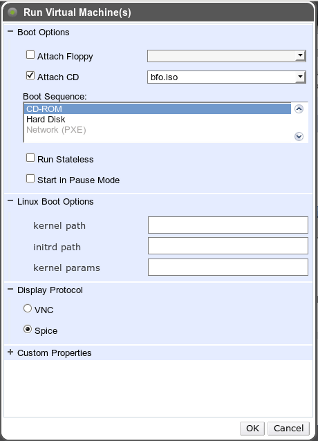 Run Virtual Machine(s)
Boot Options
Attach Floppy
Attach CD
bfo.iso
Boot Sequence:
CD-ROM
Hard Disk
Network (PXE)
Run Stateless
Start in Pause Mode
Linux Boot Options
kernel path
initrd path
kernel params
Display Protocol
VNC
Spice
Custom Properties
OK
Cancel